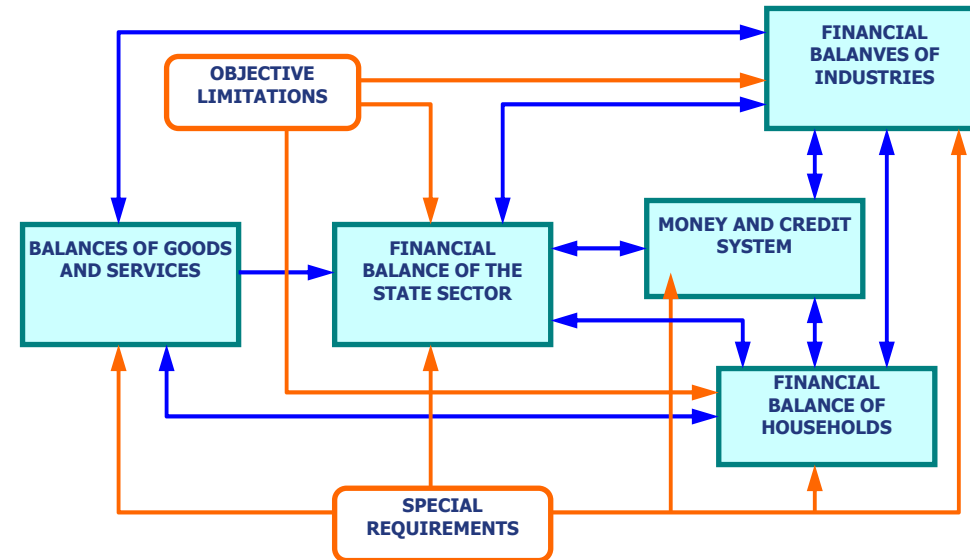 FINANCIAL
BALANVES OF
INDUSTRIES
OBJECTIVE
LIMITATIONS
BALANCES OF GOODS
AND SERVICES
FINANCIAL
BALANCE OF THE
STATE SECTOR
MONEY AND CREDIT
SYSTEM
FINANCIAL
BALANCE OF
HOUSEHOLDS
SPECIAL
REQUIREMENTS